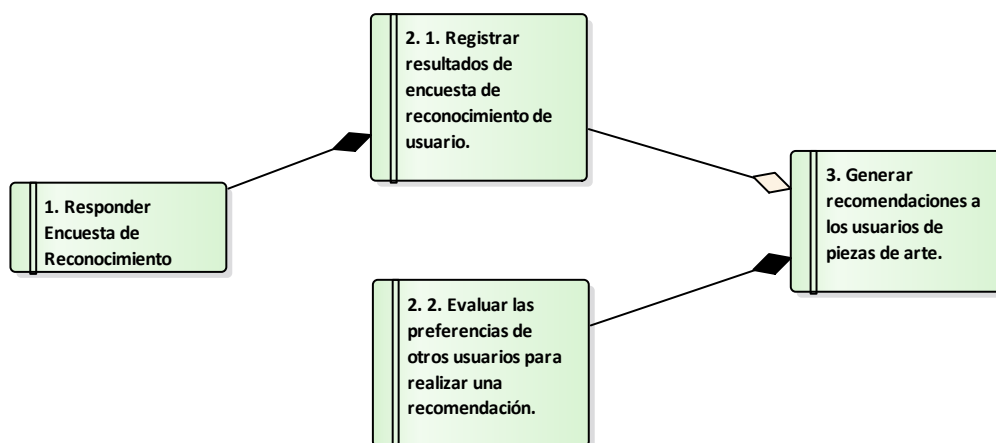 1. Responder
Encuesta de
Reconocimiento
2. 1. Registrar
resultados de
encuesta de
reconocimiento de
usuario.
2. 2. Evaluar las
preferencias de
otros usuarios para
realizar una
recomendación.
3. Generar
recomendaciones a
los usuarios de
piezas de arte.